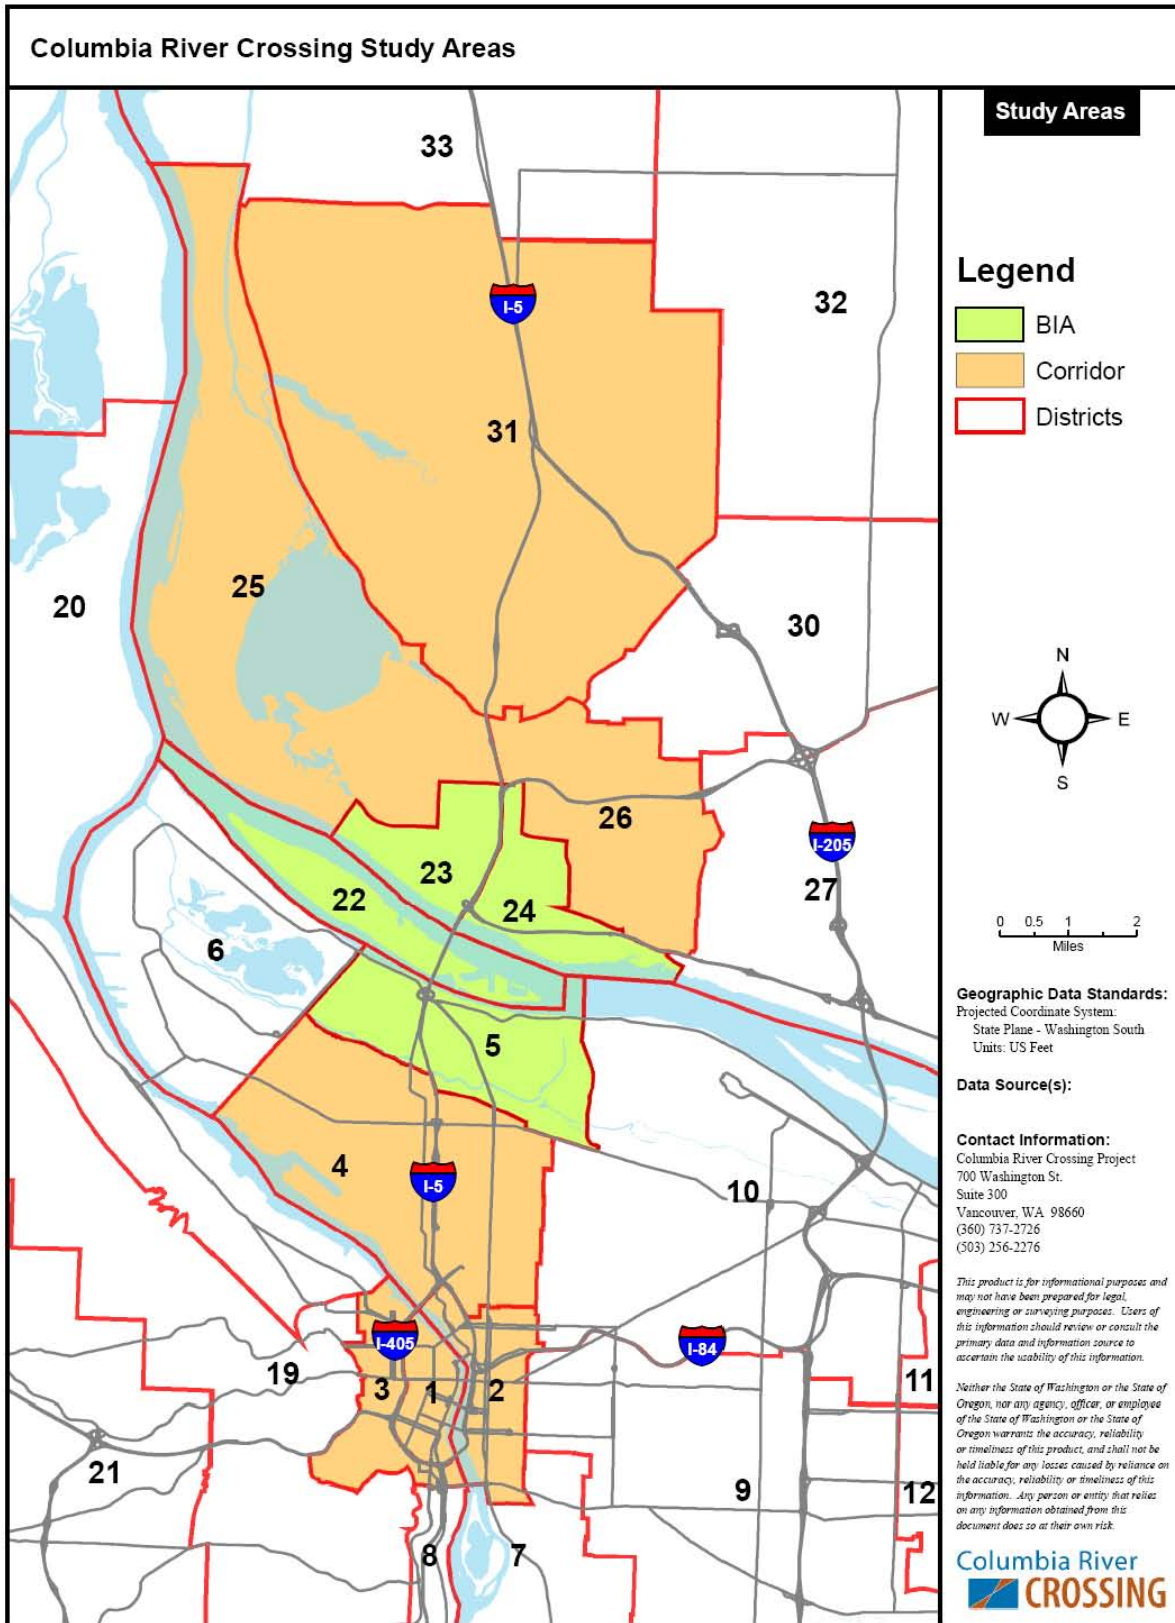 Columbia River Crossing Study Areas
Study Areas
33
32
31
25
20
30
26
27
23
24
22
6
5
4
10
19
3
1
2
11
21
9
12
8
7
I-5
I-205
I-5
I-405
I-84
Legend
BIA
Corridor
Districts
N
W
E
S
0 0.5 1 2
Miles
Geographic Data Standards:
Projected Coordinate System:
State Plane - Washington South
Units: US Feet
Data Source(s):
Contact Information:
Columbia River Crossing Project
700 Washington St.
Suite 300
Vancouver, WA 98660
(360) 737-2726
(503) 256-2276
This product is for informational purposes and
may not have been prepared for legal,
engineering or surveying purposes. Users of
this information should review or consult the
primary data and information source to
ascertain the usability of this information.
Neither the State of Washington or the State of
Oregon, nor any agency, officer, or employee
of the State of Washington or the State of
Oregon warrants the accuracy, reliability
or timeliness of this product, and shall not be
held liable for any losses caused by reliance on
the accuracy, reliability or timeliness of this
information. Any person or entity that relies
on any information obtained from this
document does so at their own risk.
Columbia River
CROSSING